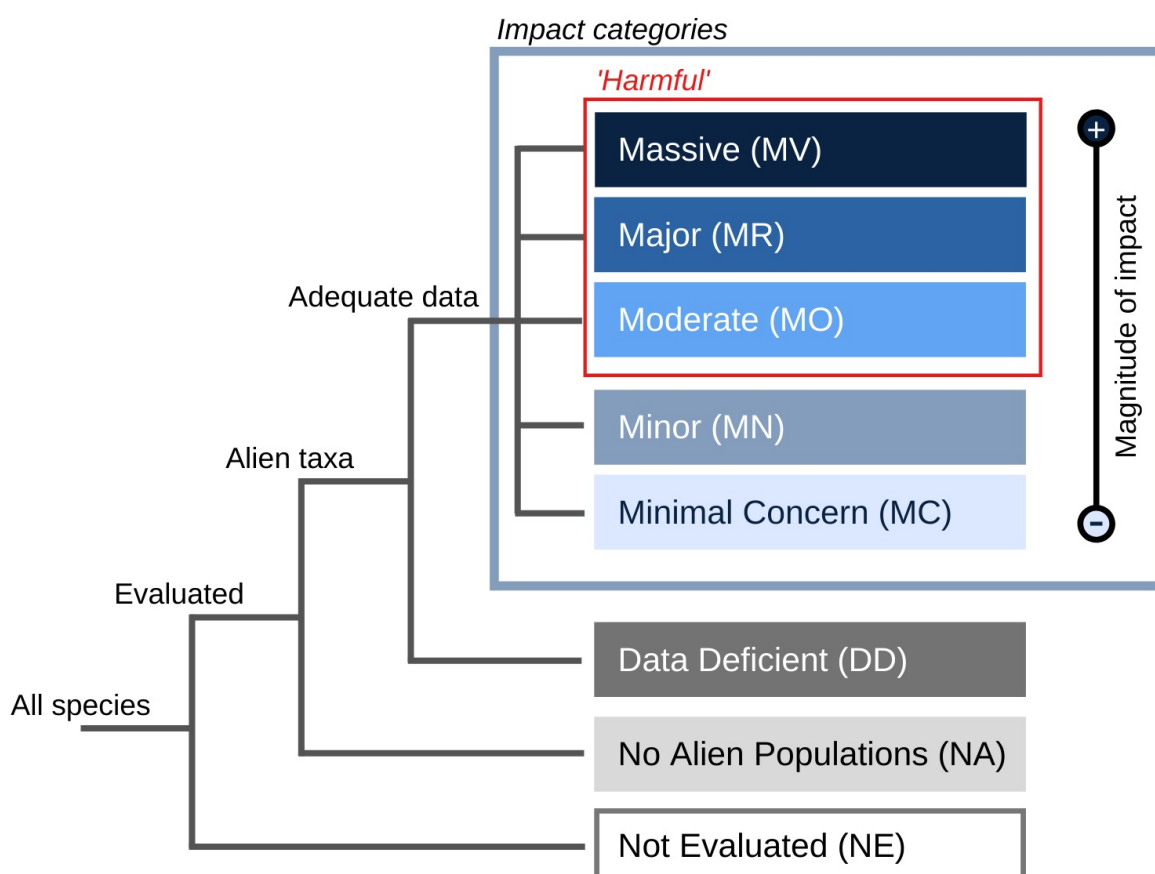 Impact categories
'Harmful'
Massive (MV)
+
Major (MR)
Adequate data
Moderate (MO)
Magnitude of impact
Minor (MN)
Alien taxa
Minimal Concern (MC)
-
Evaluated
Data Deficient (DD)
All species
No Alien Populations (NA)
Not Evaluated (NE)